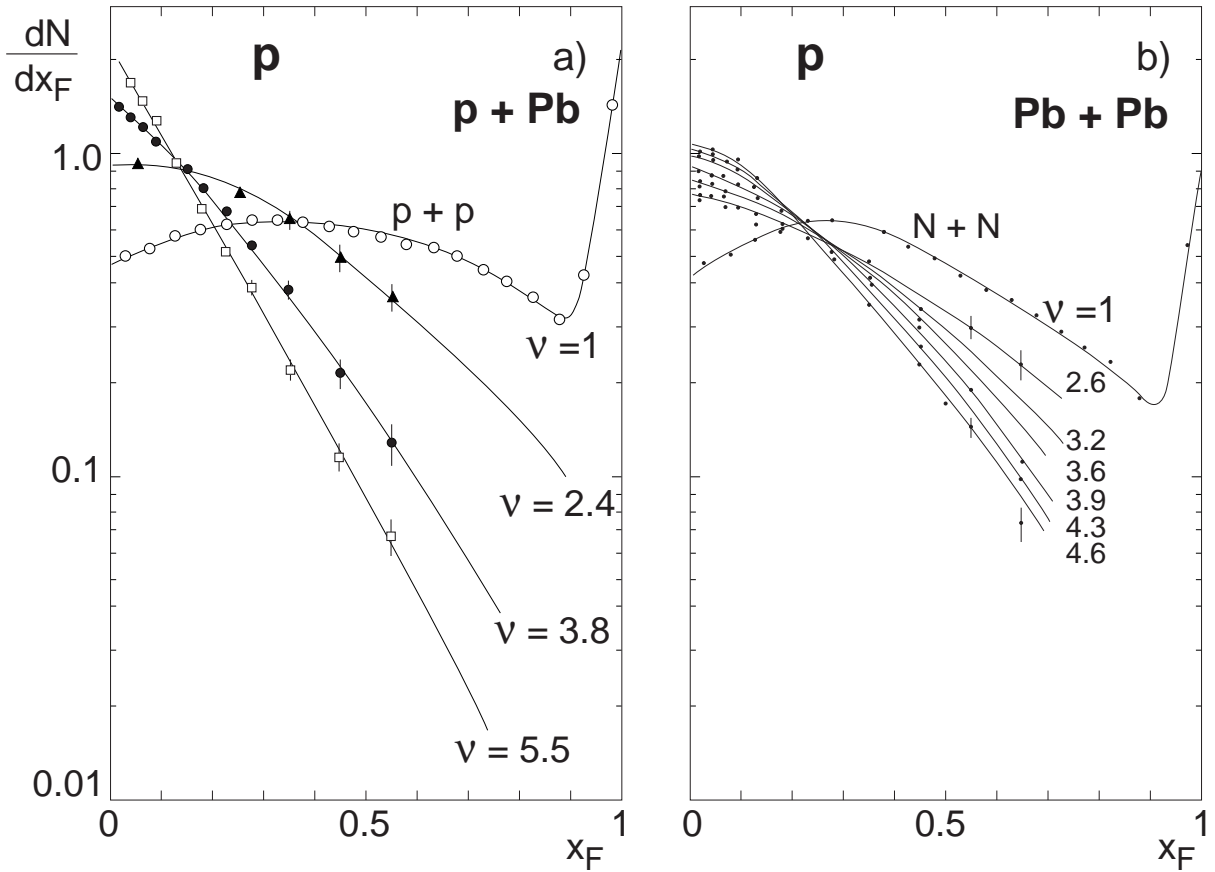 dN
dx_F
p
a)
p + Pb
1.0
p + p
ν =1
0.1
ν = 2.4
ν = 3.8
ν = 5.5
0.01
0
0.5
1
x_F
p
b)
Pb + Pb
N + N
ν =1
2.6
3.2
3.6
3.9
4.3
4.6
0
0.5
1
x_F